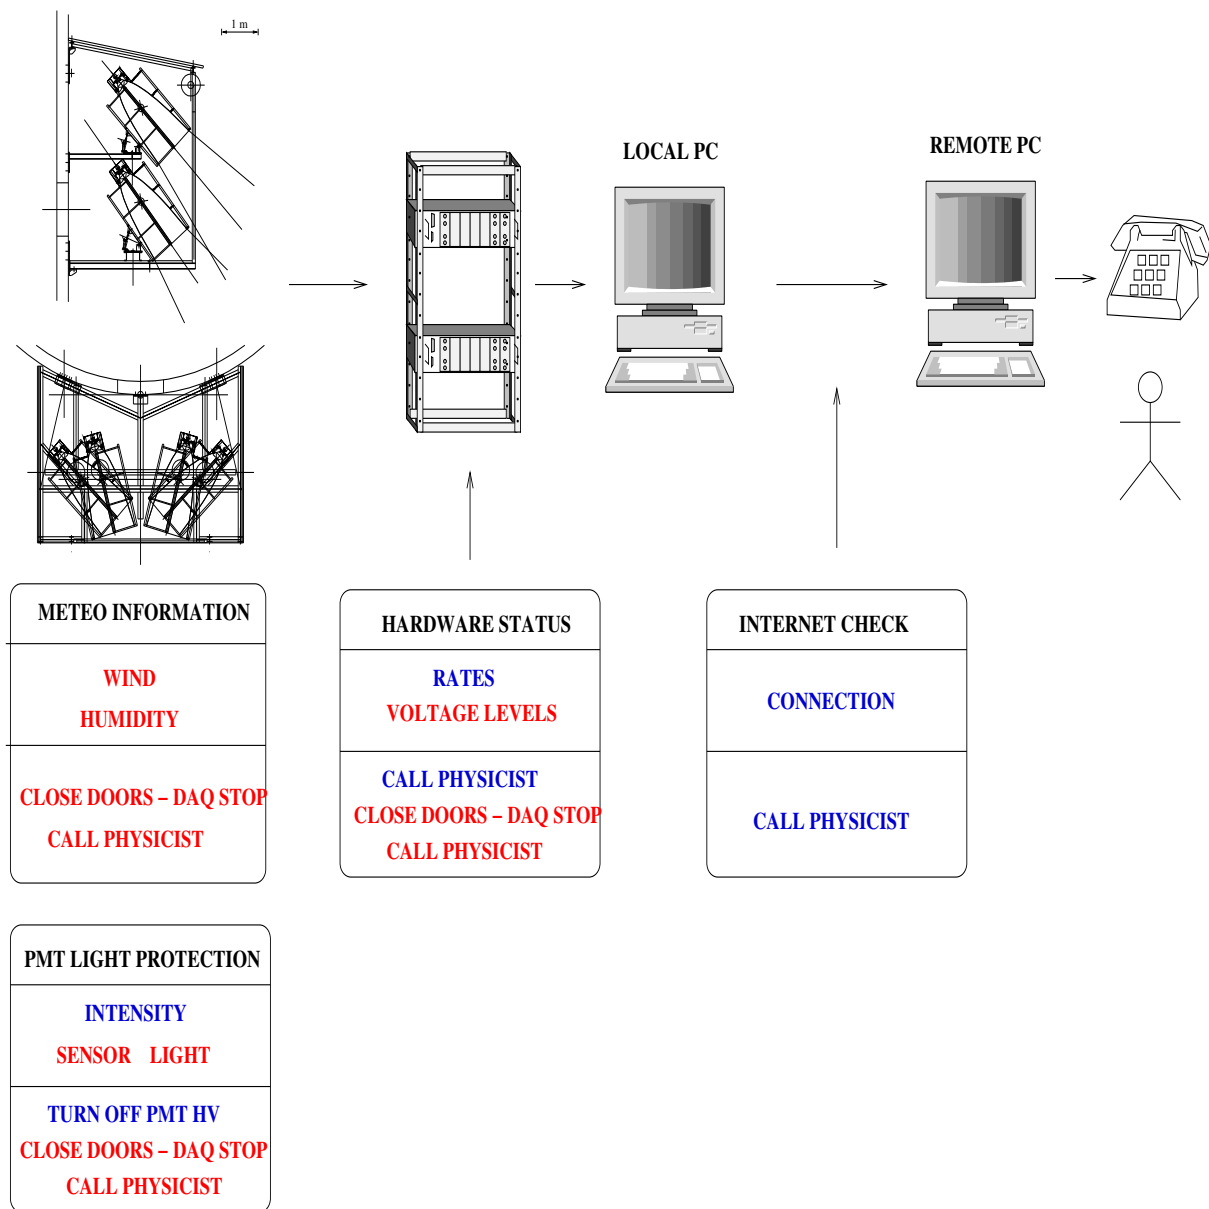 1 m
LOCAL PC
REMOTE PC
METEO INFORMATION
WIND
HUMIDITY
CLOSE DOORS – DAQ STOP
CALL PHYSICIST
HARDWARE STATUS
RATES
VOLTAGE LEVELS
CALL PHYSICIST
CLOSE DOORS – DAQ STOP
CALL PHYSICIST
INTERNET CHECK
CONNECTION
CALL PHYSICIST
PMT LIGHT PROTECTION
INTENSITY
SENSOR LIGHT
TURN OFF PMT HV
CLOSE DOORS – DAQ STOP
CALL PHYSICIST